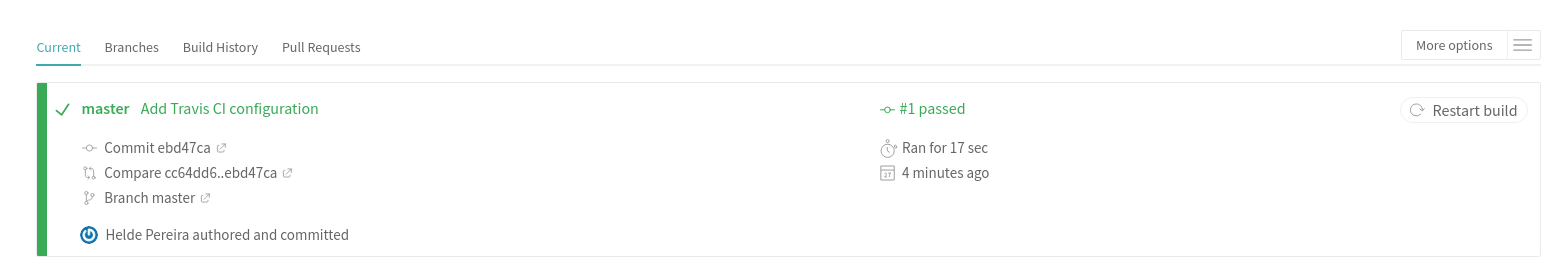 Current Branches Build History Pull Requests More options
master Add Travis CI configuration #1 passed Restart build
Commit ebd47ca Ran for 17 sec
Compare cc64dd6..ebd47ca 4 minutes ago
Branch master
Helde Pereira authored and committed